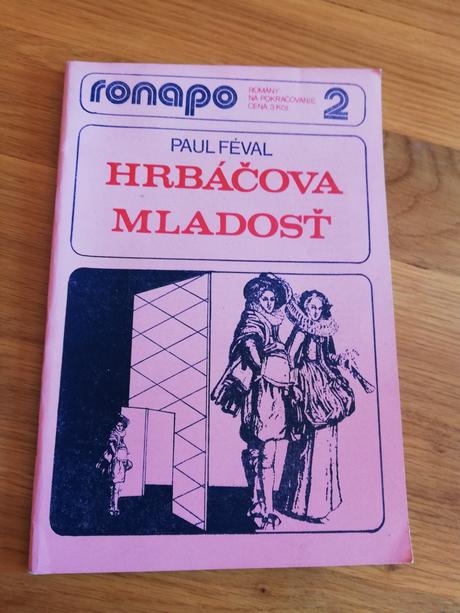 ronapo
ROMÁNY
NA POKRAČOVANIE
CENA 3 Kčs
2
PAUL FÉVAL
HRBÁČOVA
MLADOSŤ